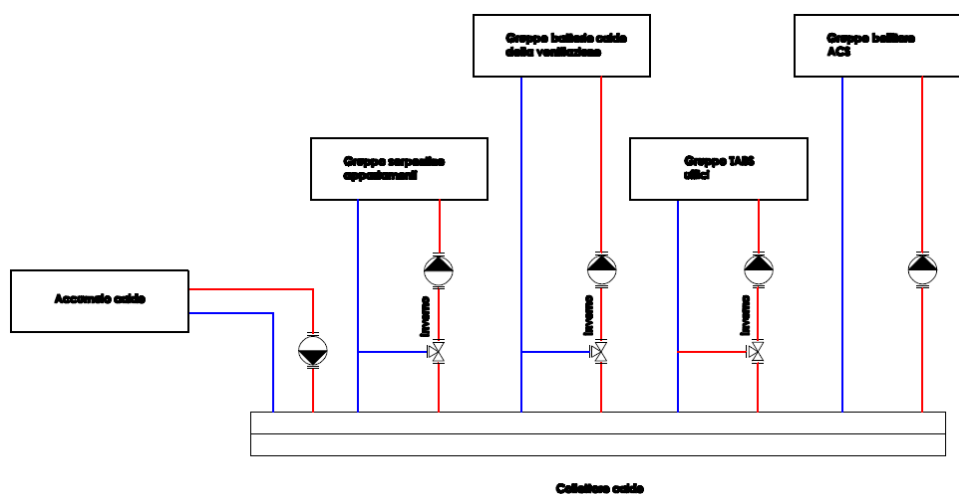 Gruppo batterie calde
della ventilazione
Gruppo bollitore
ACS
Gruppo serpentine
appartamenti
Gruppo TABS
uffici
Accumulo caldo
Inverno
Inverno
Inverno
Collettore caldo